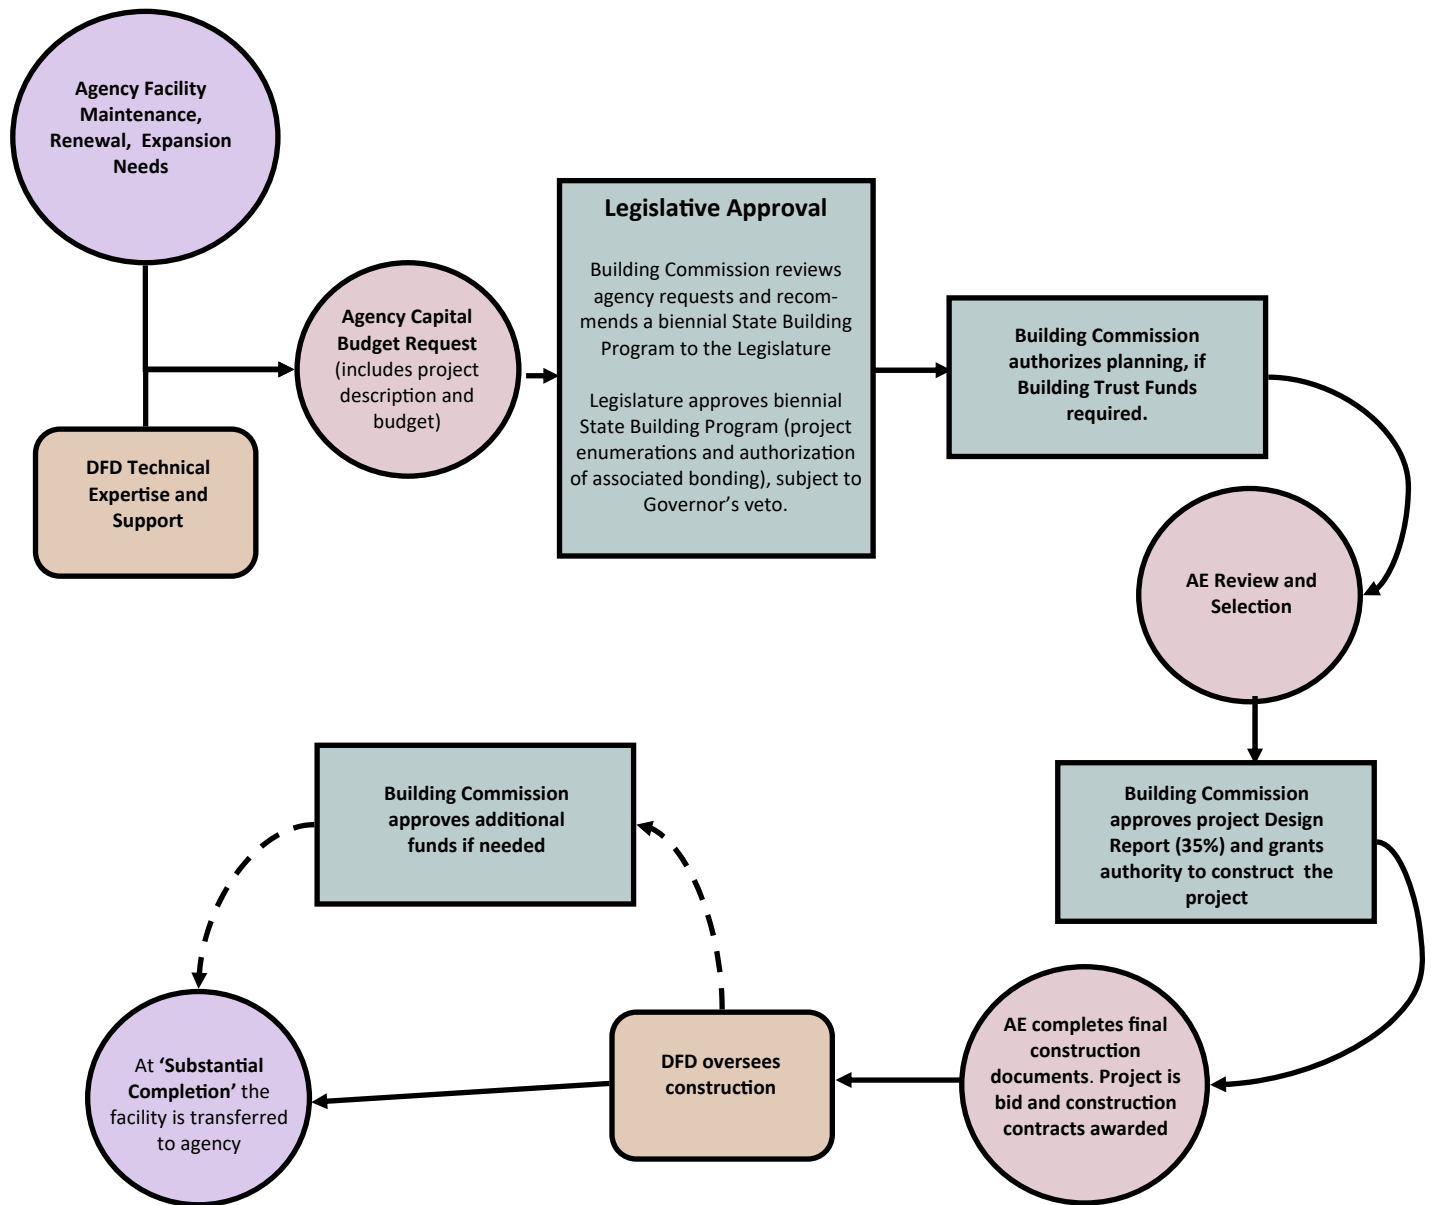 Agency Facility
Maintenance,
Renewal, Expansion
Needs
DFD Technical
Expertise and
Support
Agency Capital
Budget Request
(includes project
description and
budget)
Legislative Approval
Building Commission reviews
agency requests and recom-
mends a biennial State Building
Program to the Legislature
Legislature approves biennial
State Building Program (project
enumerations and authorization
of associated bonding), subject to
Governor’s veto.
Building Commission
authorizes planning, if
Building Trust Funds
required.
AE Review and
Selection
Building Commission
approves project Design
Report (35%) and grants
authority to construct the
project
AE completes final
construction
documents. Project is
bid and construction
contracts awarded
DFD oversees
construction
Building Commission
approves additional
funds if needed
At ‘Substantial
Completion’ the
facility is transferred
to agency